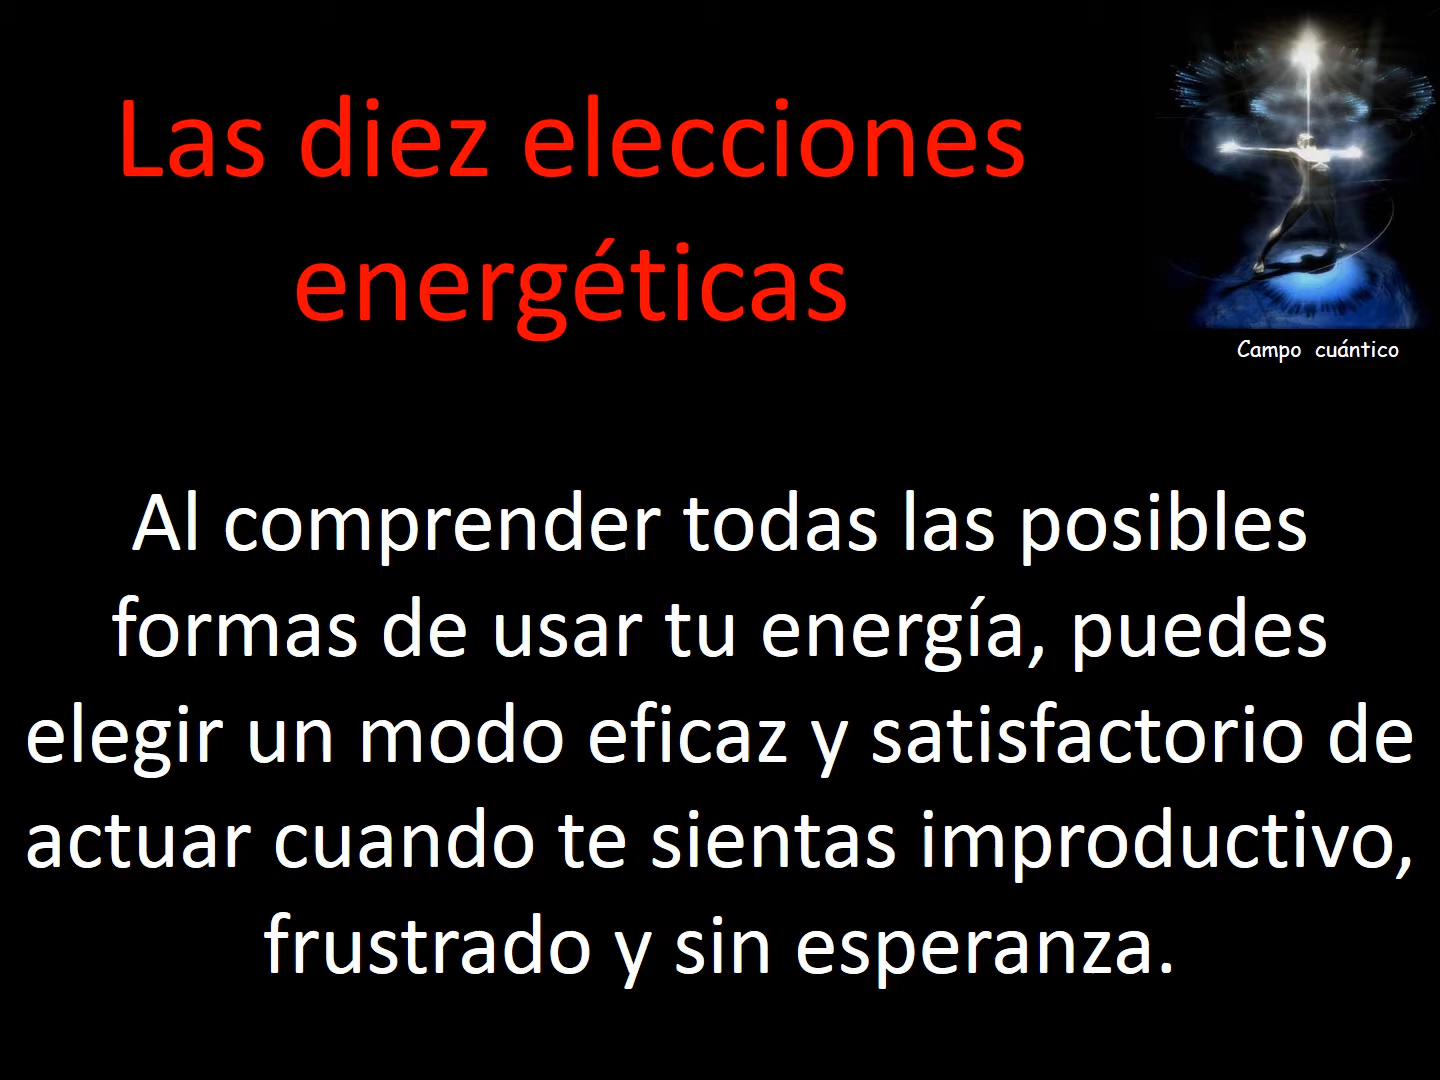 Las diez elecciones
energéticas
Campo cuántico
Al comprender todas las posibles
formas de usar tu energía, puedes
elegir un modo eficaz y satisfactorio de
actuar cuando te sientas improductivo,
frustrado y sin esperanza.